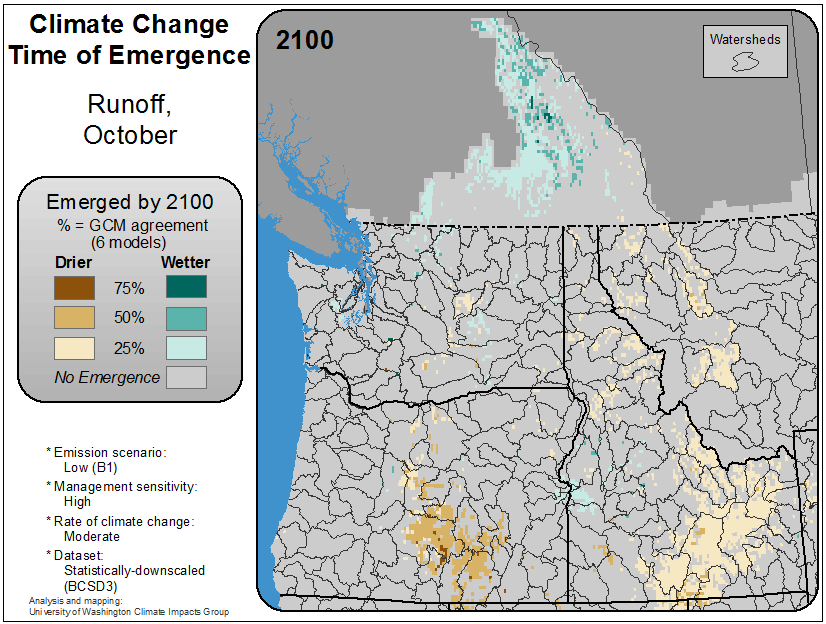 Climate Change
Time of Emergence
Runoff,
October
Emerged by 2100
% = GCM agreement
(6 models)
Drier Wetter
75%
50%
25%
No Emergence
* Emission scenario:
Low (B1)
* Management sensitivity:
High
* Rate of climate change:
Moderate
* Dataset:
Statistically-downscaled
(BCSD3)
Analysis and mapping:
University of Washington Climate Impacts Group
2100
Watersheds